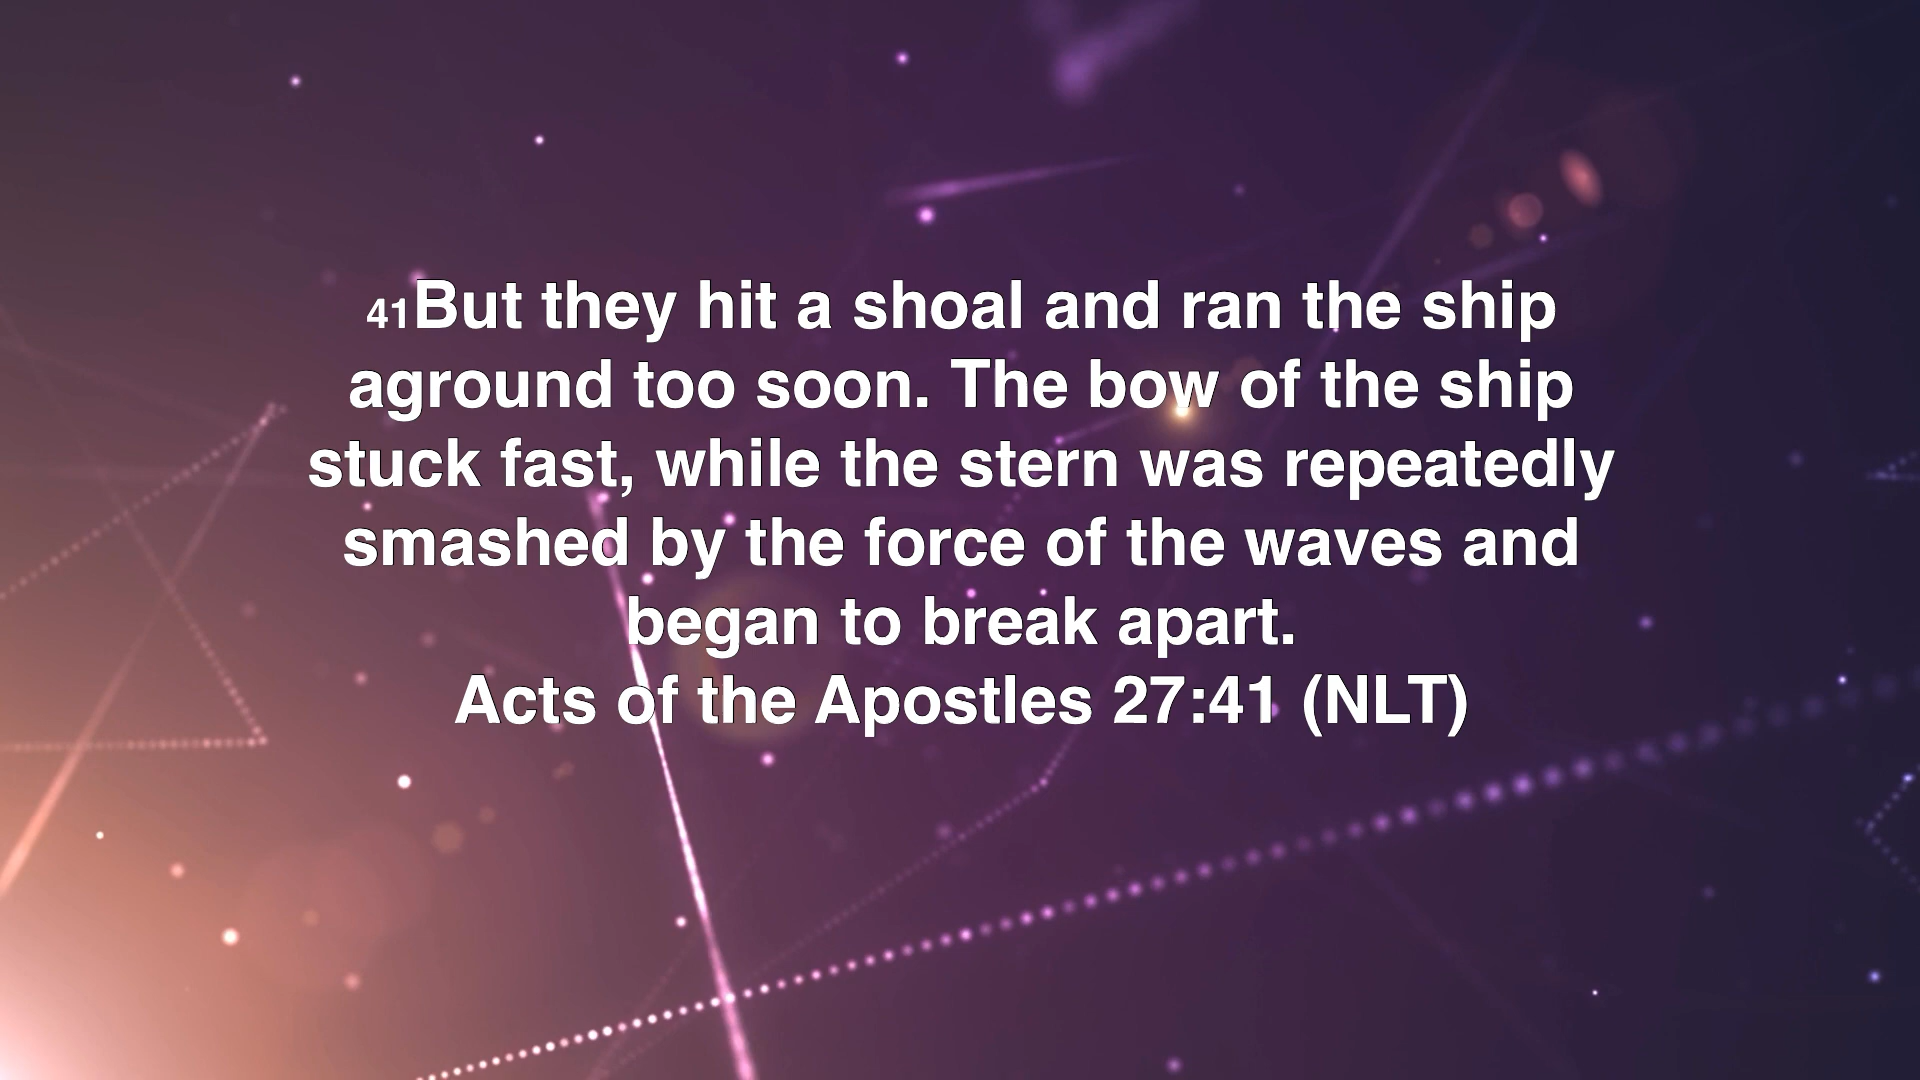 41But they hit a shoal and ran the ship
aground too soon. The bow of the ship
stuck fast, while the stern was repeatedly
smashed by the force of the waves and
began to break apart.
Acts of the Apostles 27:41 (NLT)